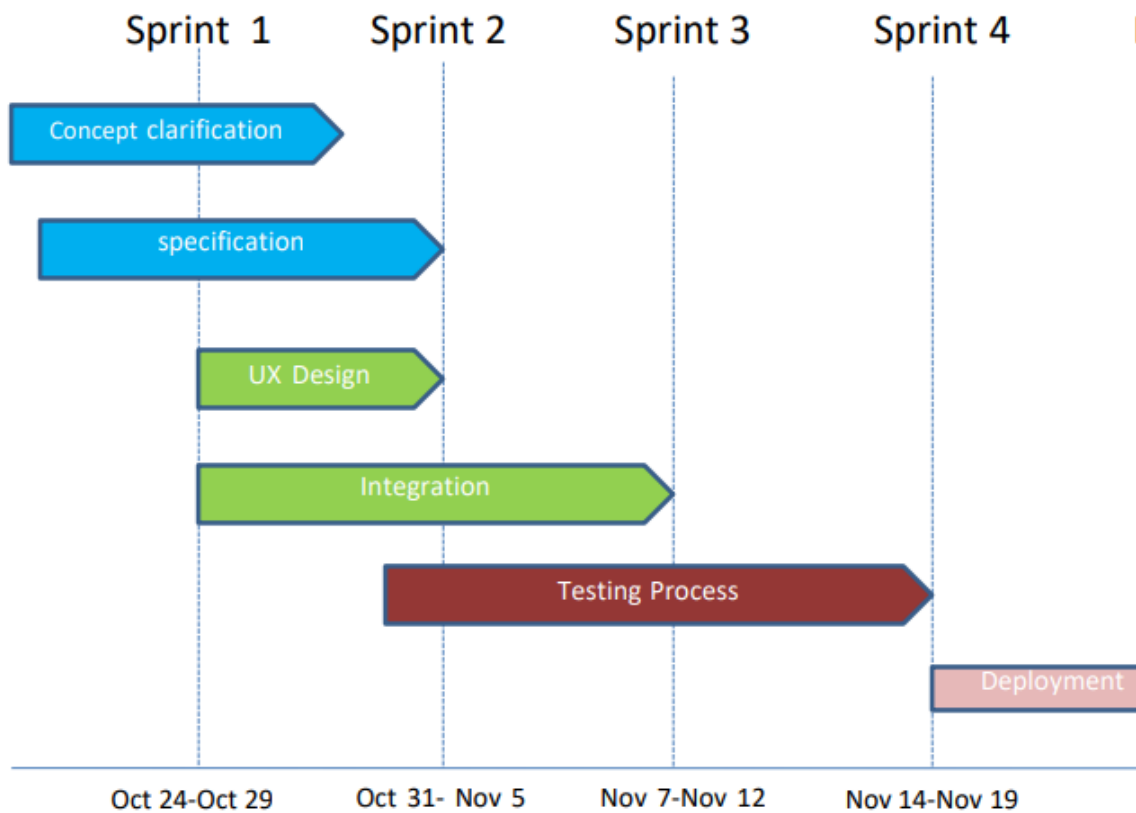 Sprint 1 Sprint 2 Sprint 3 Sprint 4
Concept clarification
specification
UX Design
Integration
Testing Process
Deployment
Oct 24-Oct 29 Oct 31- Nov 5 Nov 7-Nov 12 Nov 14-Nov 19